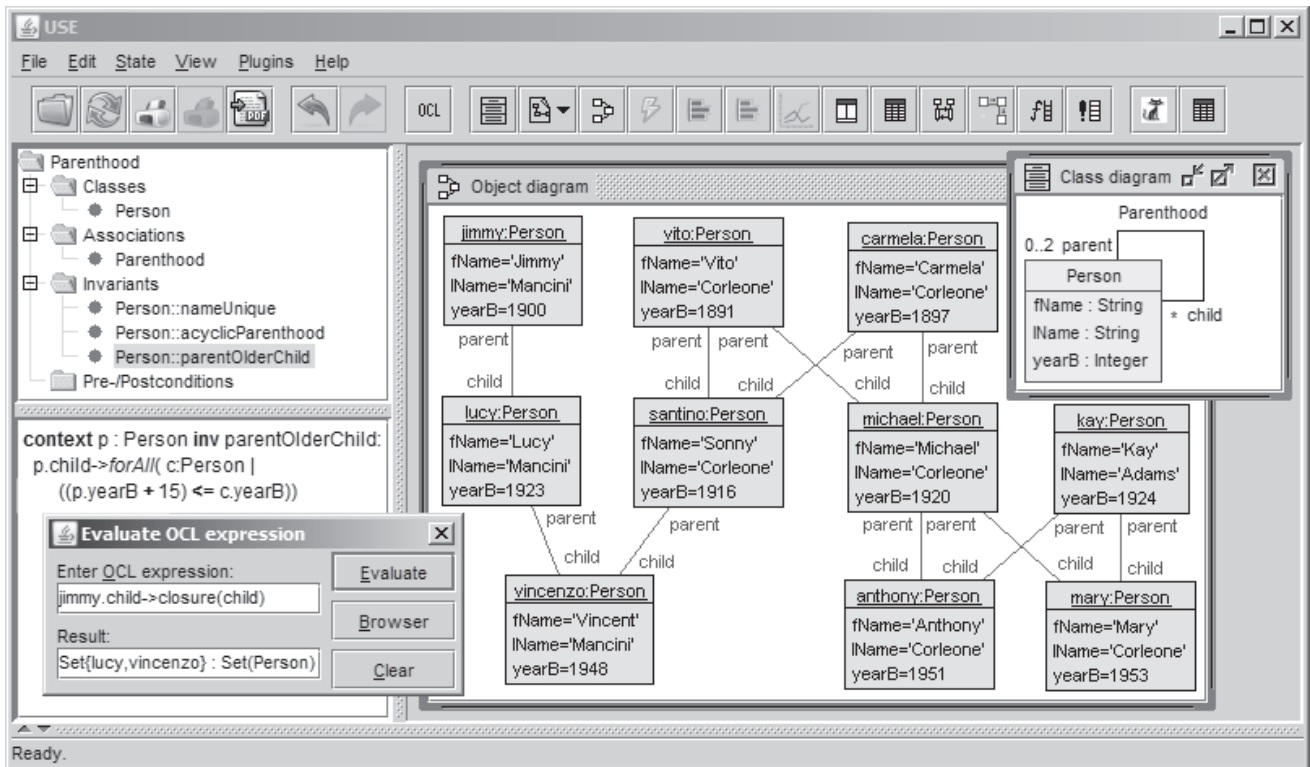 USE
File Edit State View Plugins Help
PDF OCL
Parenthood
Classes
Person
Associations
Parenthood
Invariants
Person::nameUnique
Person::acyclicParenthood
Person::parentOlderChild
Pre-/Postconditions
context p : Person inv parentOlderChild:
p.child->forAll( c:Person |
((p.yearB + 15) <= c.yearB))
Evaluate OCL expression
Enter OCL expression:
Evaluate
jimmy.child->closure(child)
Browser
Result:
Set{lucy,vincenzo} : Set(Person)
Clear
Object diagram
jimmy:Person
fName='Jimmy'
lName='Mancini'
yearB=1900
vito:Person
fName='Vito'
lName='Corleone'
yearB=1891
carmela:Person
fName='Carmela'
lName='Corleone'
yearB=1897
parent parent parent parent parent
child child child child child
lucy:Person
fName='Lucy'
lName='Mancini'
yearB=1923
santino:Person
fName='Sonny'
lName='Corleone'
yearB=1916
michael:Person
fName='Michael'
lName='Corleone'
yearB=1920
kay:Person
fName='Kay'
lName='Adams'
yearB=1924
parent parent parent parent parent parent
child child child child child child
vincenzo:Person
fName='Vincent'
lName='Mancini'
yearB=1948
anthony:Person
fName='Anthony'
lName='Corleone'
yearB=1951
mary:Person
fName='Mary'
lName='Corleone'
yearB=1953
Class diagram
Parenthood
0..2 parent
Person
fName : String
lName : String
yearB : Integer
* child
Ready.